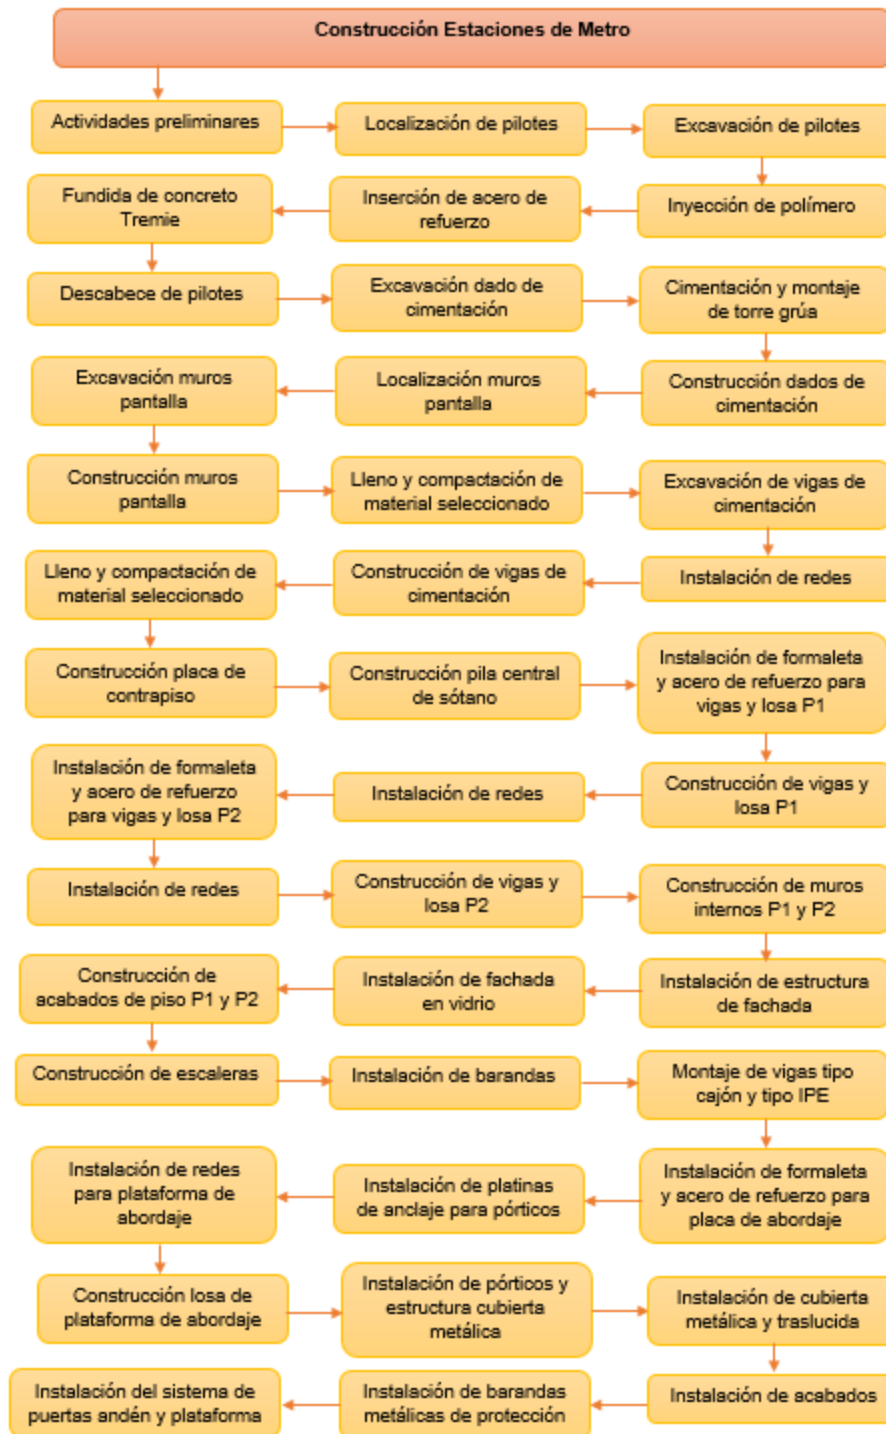 Construcción Estaciones de Metro
Actividades preliminares
Localización de pilotes
Excavación de pilotes
Inyección de polímero
Inserción de acero de
refuerzo
Fundida de concreto
Tremie
Descabece de pilotes
Excavación dado de
cimentación
Cimentación y montaje
de torre grúa
Construcción dados de
cimentación
Localización muros
pantalla
Excavación muros
pantalla
Construcción muros
pantalla
Lleno y compactación de
material seleccionado
Excavación de vigas de
cimentación
Instalación de redes
Construcción de vigas de
cimentación
Lleno y compactación de
material seleccionado
Construcción placa de
contrapiso
Construcción pila central
de sótano
Instalación de formaleta
y acero de refuerzo para
vigas y losa P1
Construcción de vigas y
losa P1
Instalación de redes
Instalación de formaleta
y acero de refuerzo
para vigas y losa P2
Instalación de redes
Construcción de vigas y
losa P2
Construcción de muros
internos P1 y P2
Instalación de estructura
de fachada
Instalación de fachada
en vidrio
Construcción de
acabados de piso P1 y P2
Construcción de escaleras
Instalación de barandas
Montaje de vigas tipo
cajón y tipo IPE
Instalación de formaleta
y acero de refuerzo para
placa de abordaje
Instalación de platinas
de anclaje para pórticos
Instalación de redes
para plataforma de
abordaje
Construcción losa de
plataforma de abordaje
Instalación de pórticos y
estructura cubierta
metálica
Instalación de cubierta
metálica y traslucida
Instalación de acabados
Instalación de barandas
metálicas de protección
Instalación del sistema de
puertas andén y plataforma